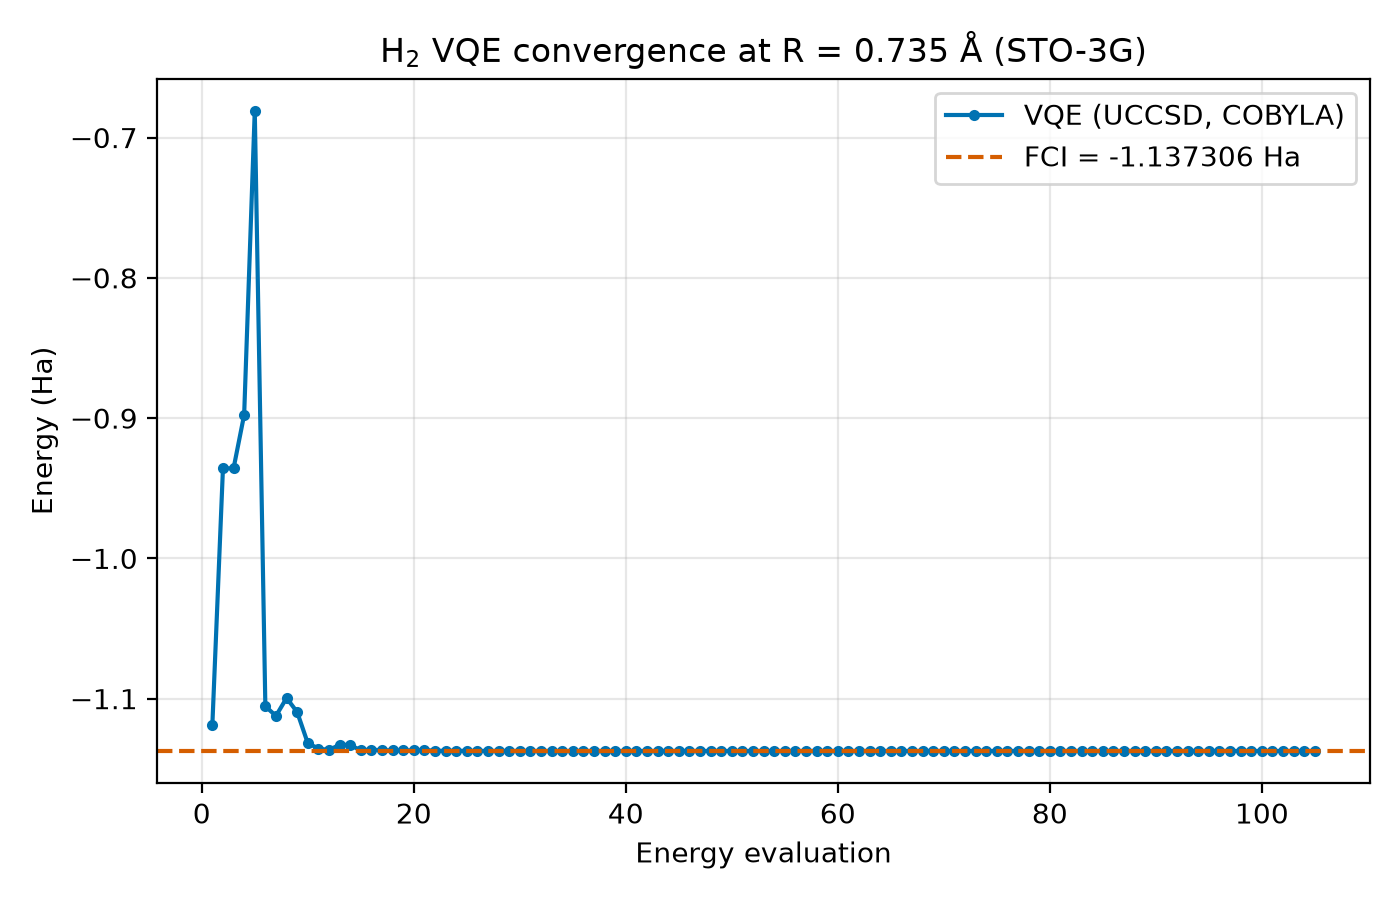 H₂ VQE convergence at R = 0.735 Å (STO-3G)
VQE (UCCSD, COBYLA)
FCI = -1.137306 Ha
Energy (Ha)
−0.7
−0.8
−0.9
−1.0
−1.1
0 20 40 60 80 100
Energy evaluation